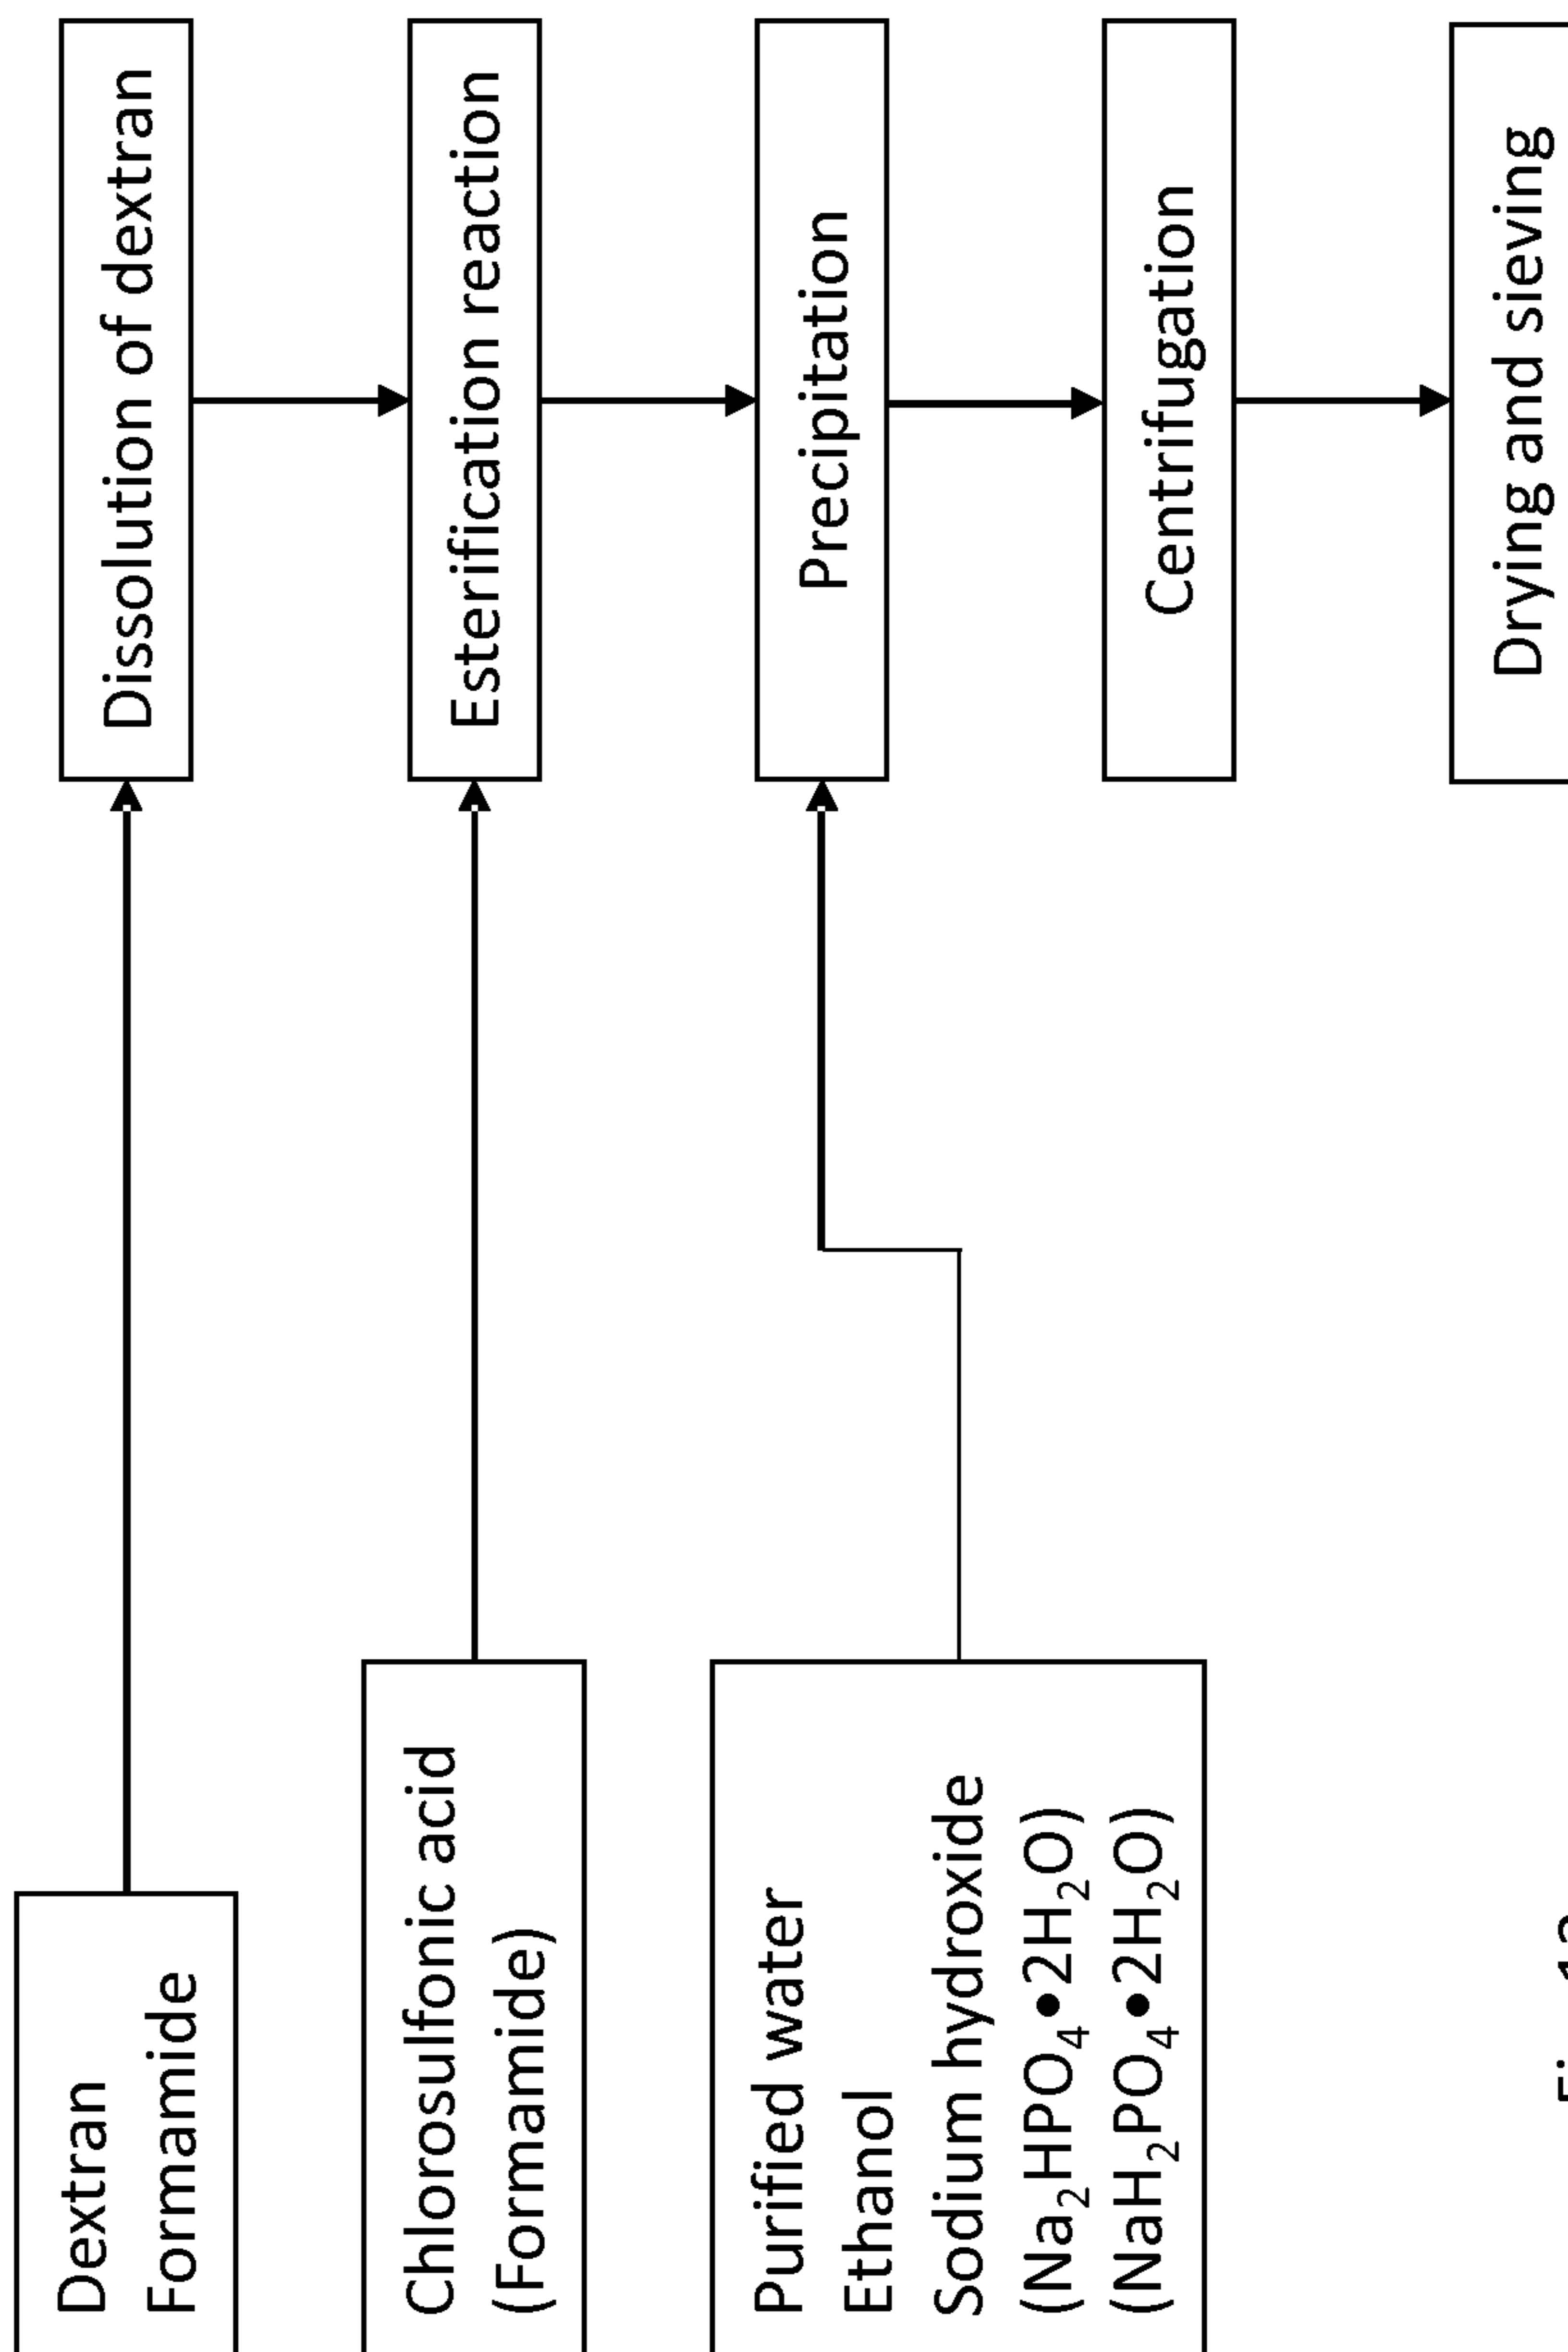 Dextran
Formamide
Dissolution of dextran
Chlorosulfonic acid
(Formamide)
Esterification reaction
Purified water
Ethanol
Sodium hydroxide
(Na₂HPO₄•2H₂O)
(NaH₂PO₄•2H₂O)
Precipitation
Centrifugation
Drying and sieving